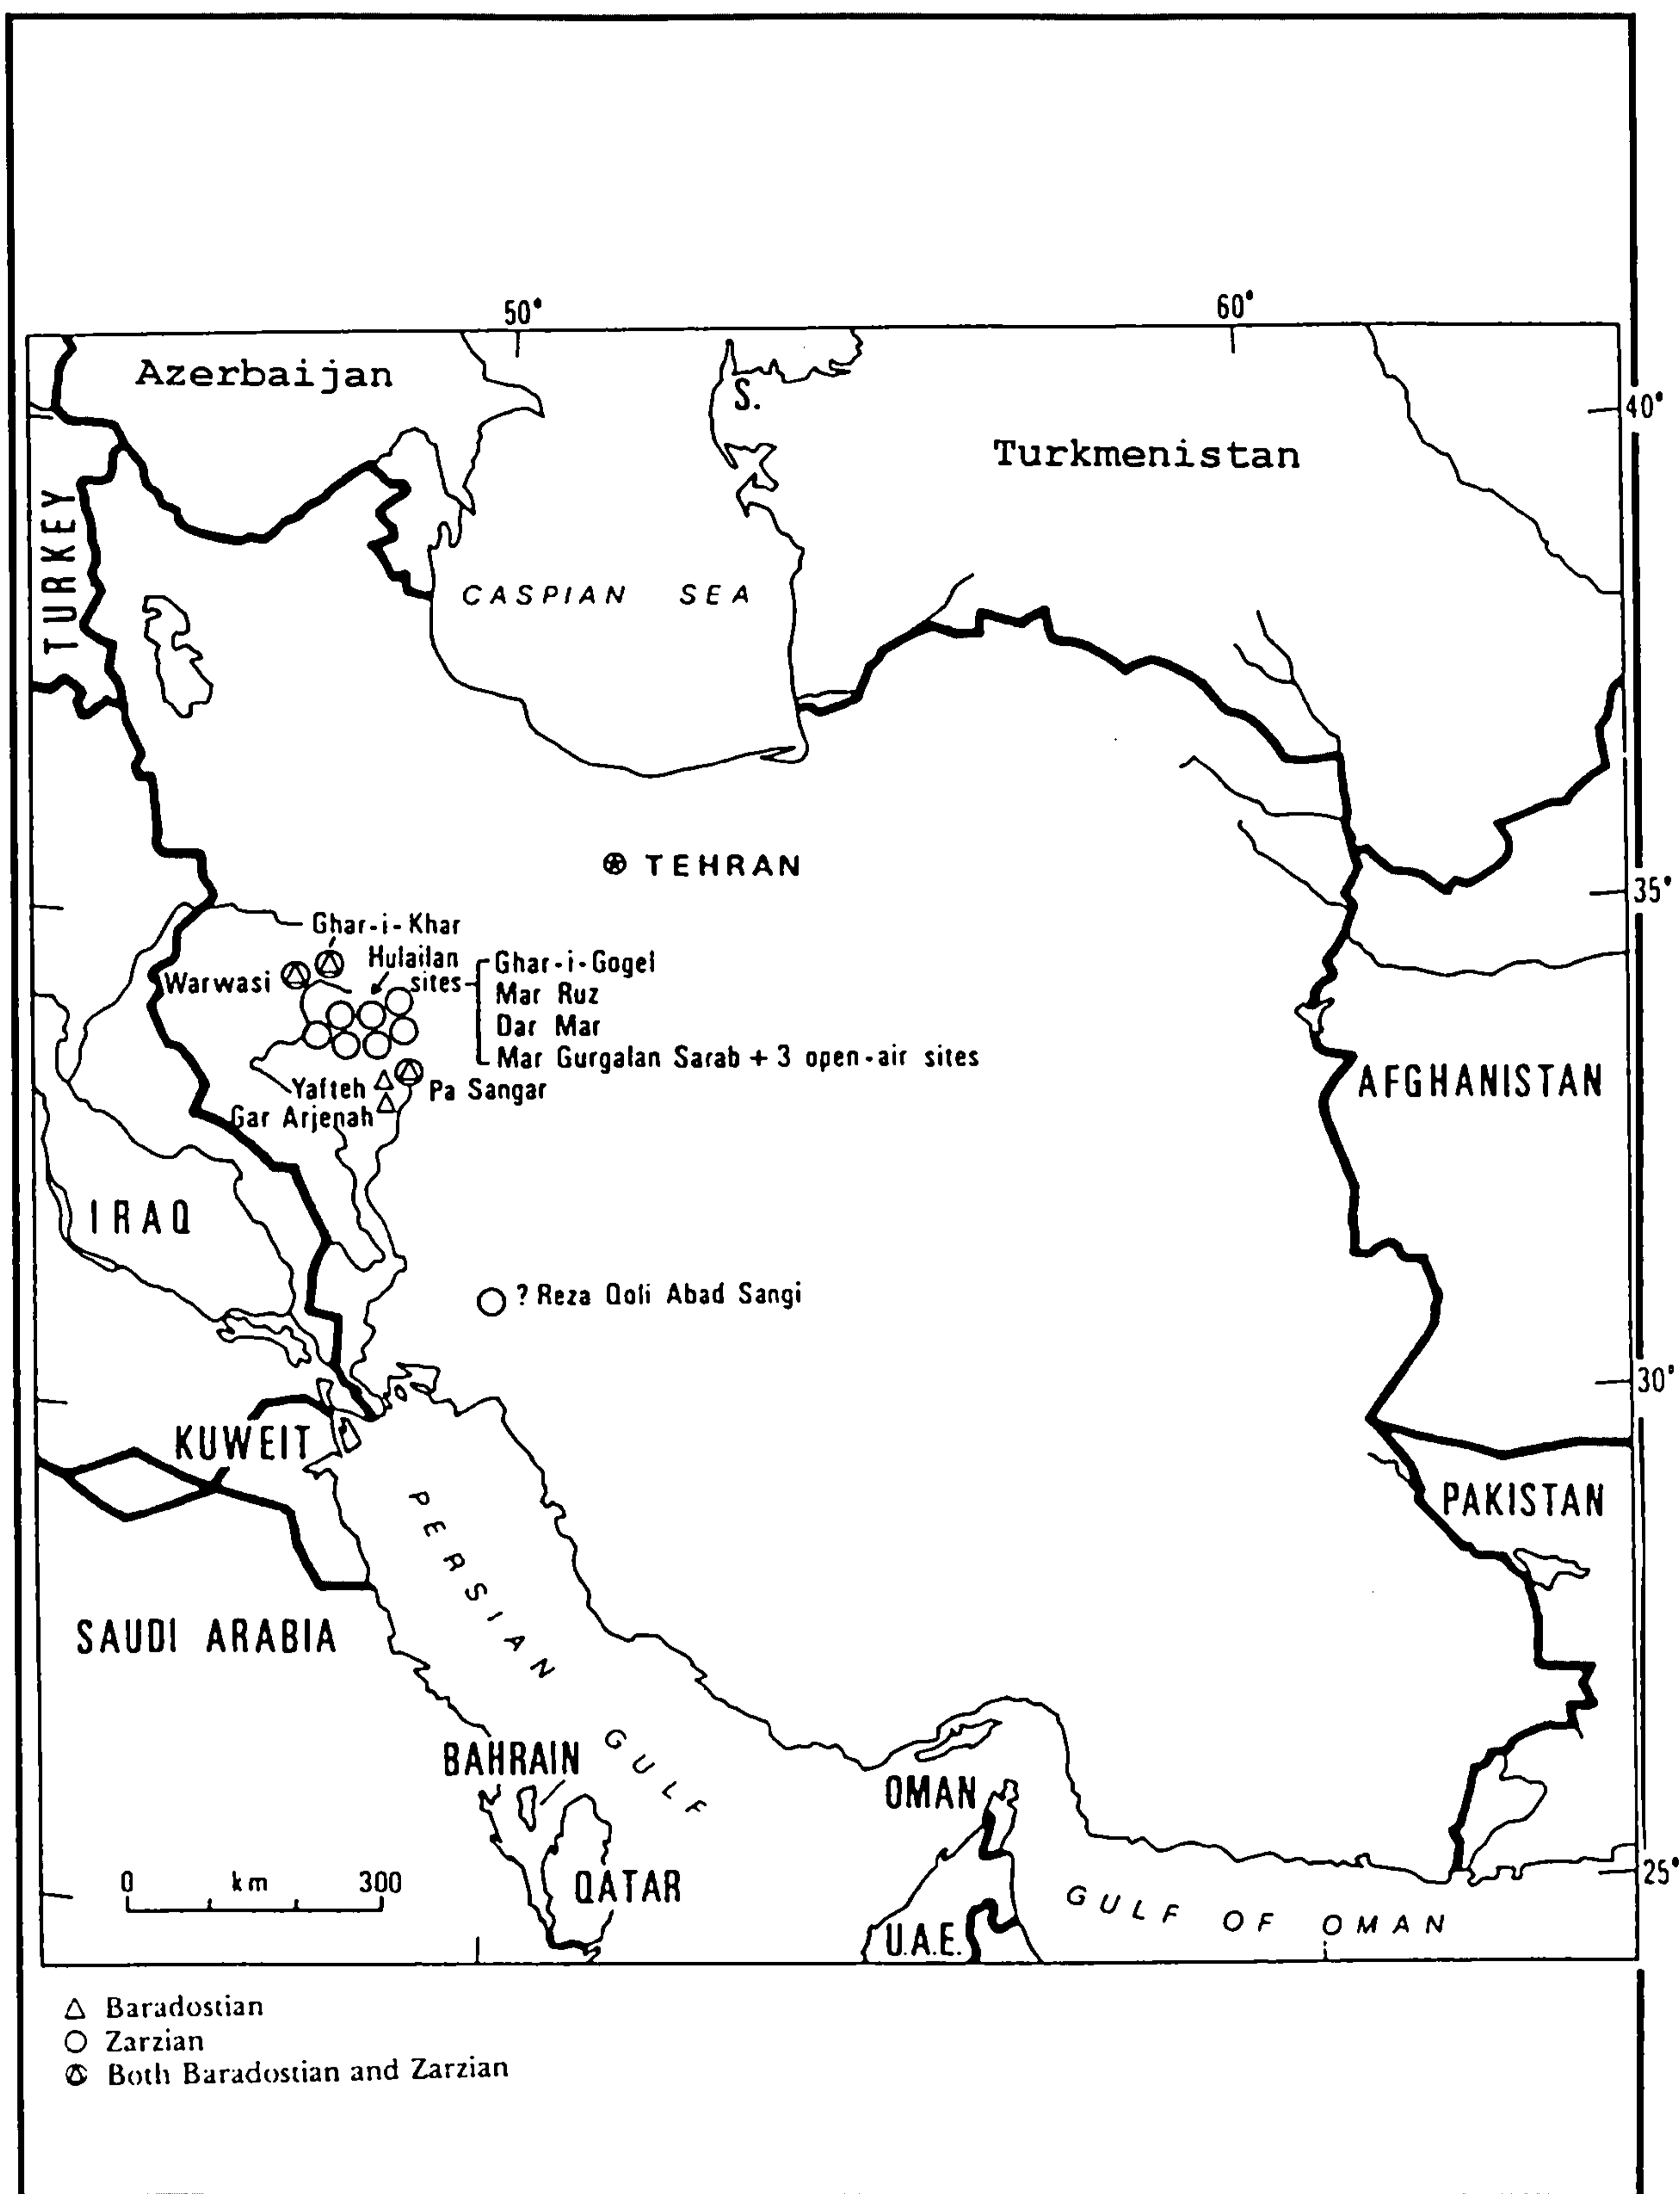 50°
60°
Azerbaijan
S.
40°
Turkmenistan
TURKEY
CASPIAN SEA
TEHRAN
35°
Ghar-i-Khar
Hulailan
sites
Warwasi
Ghar-i-Gogel
Mar Ruz
Dar Mar
Mar Gurgalan Sarab + 3 open-air sites
Yafteh
Pa Sangar
Gar Arjenah
AFGHANISTAN
IRAQ
? Reza Qoli Abad Sangi
30°
KUWEIT
PAKISTAN
PERSIAN GULF
SAUDI ARABIA
BAHRAIN
OMAN
QATAR
25°
0 km 300
U.A.E.
GULF OF OMAN
Baradostian
Zarzian
Both Baradostian and Zarzian